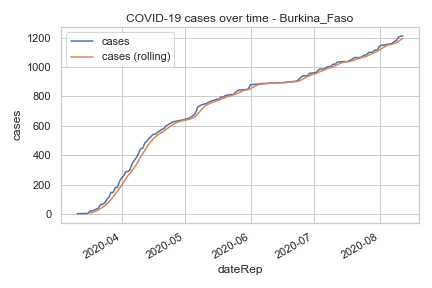 COVID-19 cases over time - Burkina_Faso
cases
cases (rolling)
1200
1000
800
600
400
200
0
cases
2020-04
2020-05
2020-06
2020-07
2020-08
dateRep